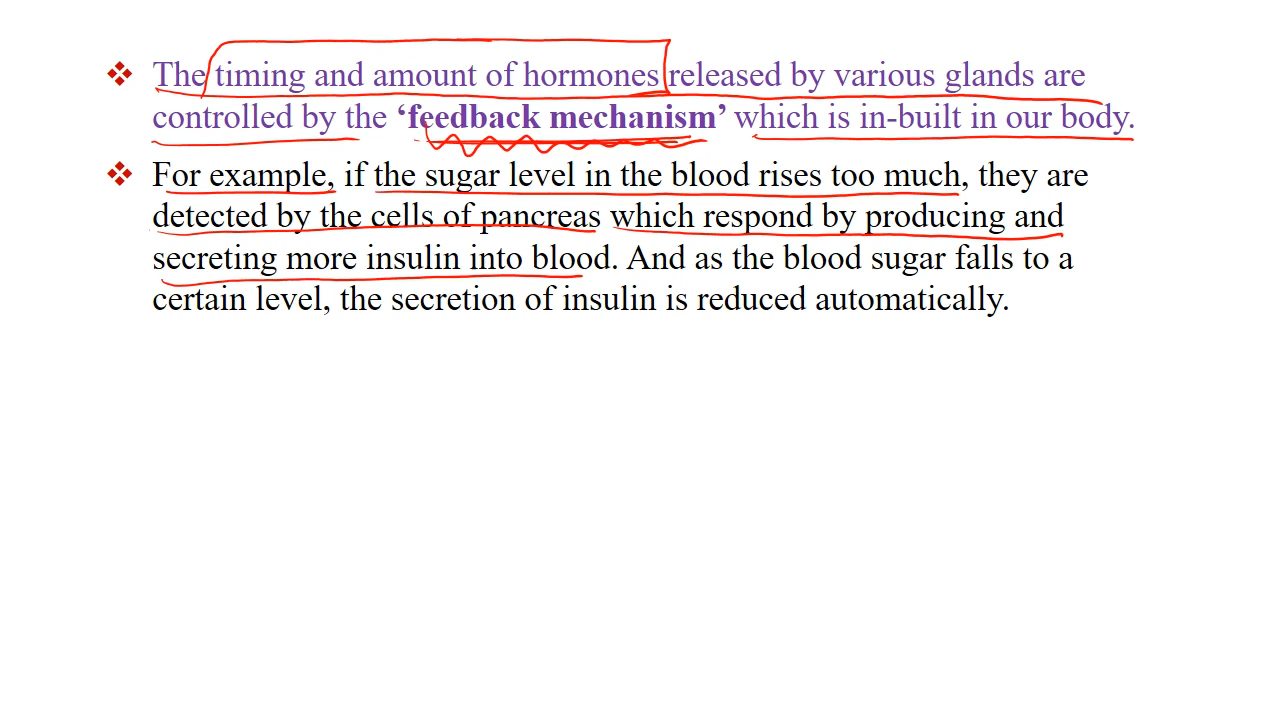 ❖ The timing and amount of hormones released by various glands are
controlled by the ‘feedback mechanism’ which is in-built in our body.
❖ For example, if the sugar level in the blood rises too much, they are
detected by the cells of pancreas which respond by producing and
secreting more insulin into blood. And as the blood sugar falls to a
certain level, the secretion of insulin is reduced automatically.